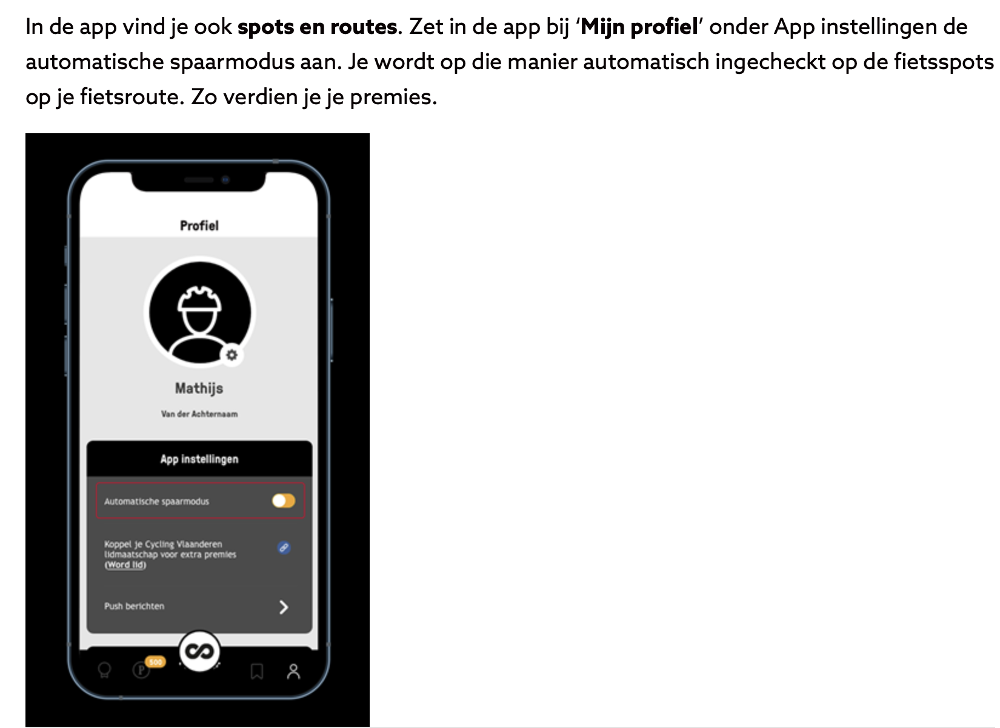 In de app vind je ook spots en routes. Zet in de app bij ‘Mijn profiel’ onder App instellingen de
automatische spaarmodus aan. Je wordt op die manier automatisch ingecheckt op de fietsspots
op je fietsroute. Zo verdien je je premies.
Profiel
Mathijs
Van der Achternaam
App instellingen
Automatische spaarmodus
Koppel je Cycling Vlaanderen
lidmaatschap voor extra premies
(Word lid)
Push berichten
500
P